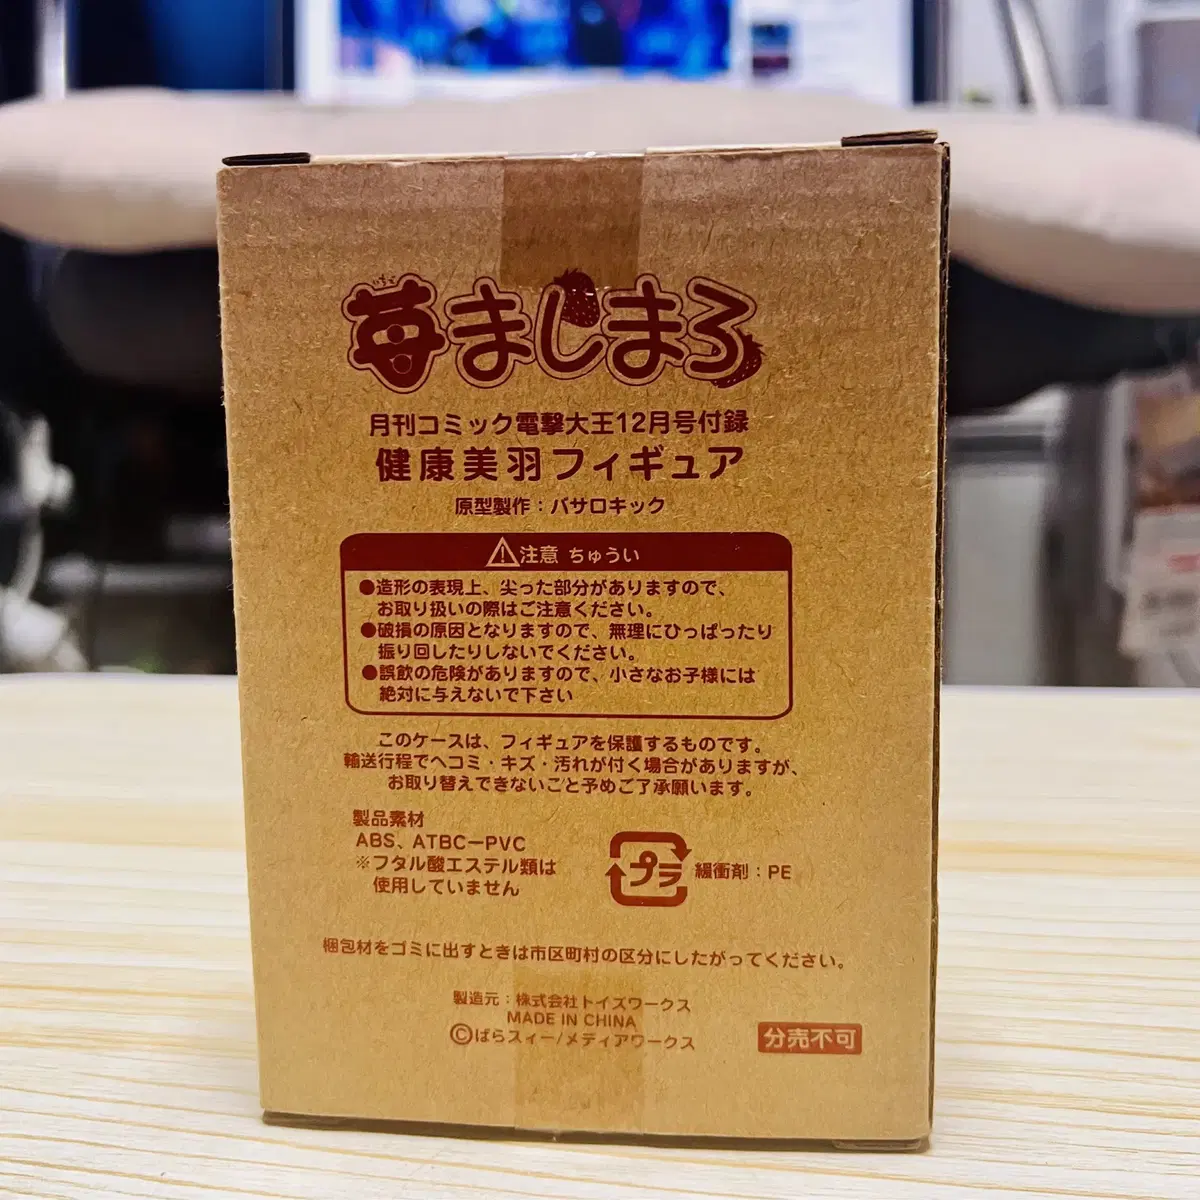 いちご
苺ましまろ
月刊コミック電撃大王12月号付録
健康美羽フィギュア
原型製作：バサロキック
注意 ちゅうい
●造形の表現上、尖った部分がありますので、
お取り扱いの際はご注意ください。
●破損の原因となりますので、無理にひっぱったり
振り回したりしないでください。
●誤飲の危険がありますので、小さなお子様には
絶対に与えないで下さい
このケースは、フィギュアを保護するものです。
輸送行程でヘコミ・キズ・汚れが付く場合がありますが、
お取り替えできないこと予めご了承願います。
製品素材
ABS、ATBC－PVC
※フタル酸エステル類は
使用していません
プラ 緩衝剤：PE
梱包材をゴミに出すときは市区町村の区分にしたがってください。
製造元：株式会社トイズワークス
MADE IN CHINA
©ばらスィー/メディアワークス
分売不可